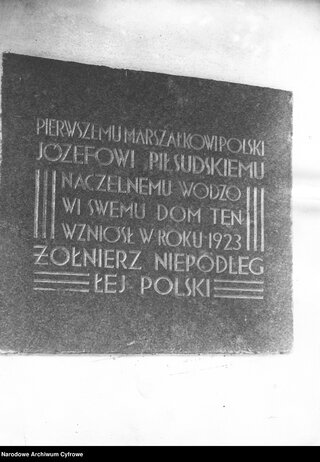 PIERWSZEMU MARSZAŁKOWI POLSKI
JÓZEFOWI PIŁSUDSKIEMU
NACZELNEMU WODZO
WI SWEMU DOM TEN
WZNIÓSŁ W ROKU 1923
ŻOŁNIERZ NIEPODLEG
ŁEJ POLSKI
Narodowe Archiwum Cyfrowe